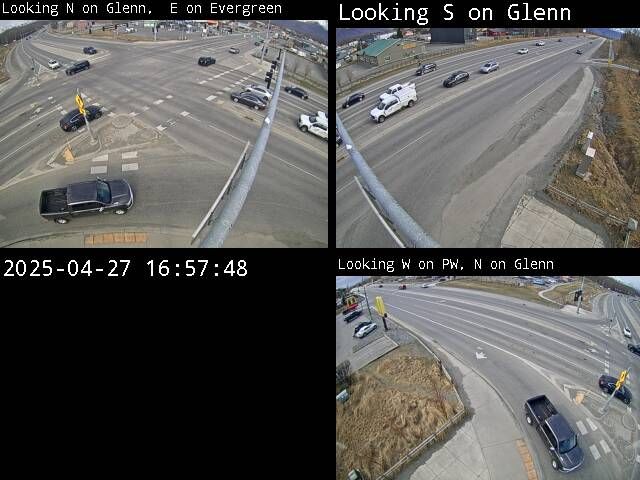 Looking N on Glenn,  E on Evergreen
Looking S on Glenn
2025-04-27 16:57:48
Looking W on PW, N on Glenn